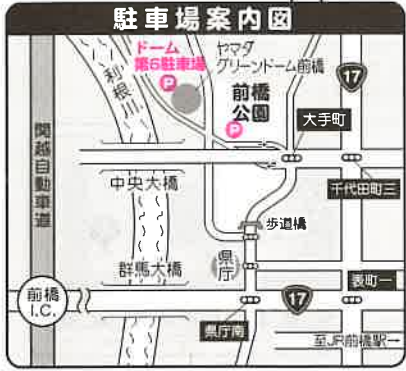 駐車場案内図
ドーム
第6駐車場
P
ヤマダ
グリーンドーム前橋
利根川
前橋
公園
P
17
大手町
関越自動車道
中央大橋
千代田町三
歩道橋
群馬大橋
県庁
表町一
前橋
I.C.
県庁南
17
至JR前橋駅→